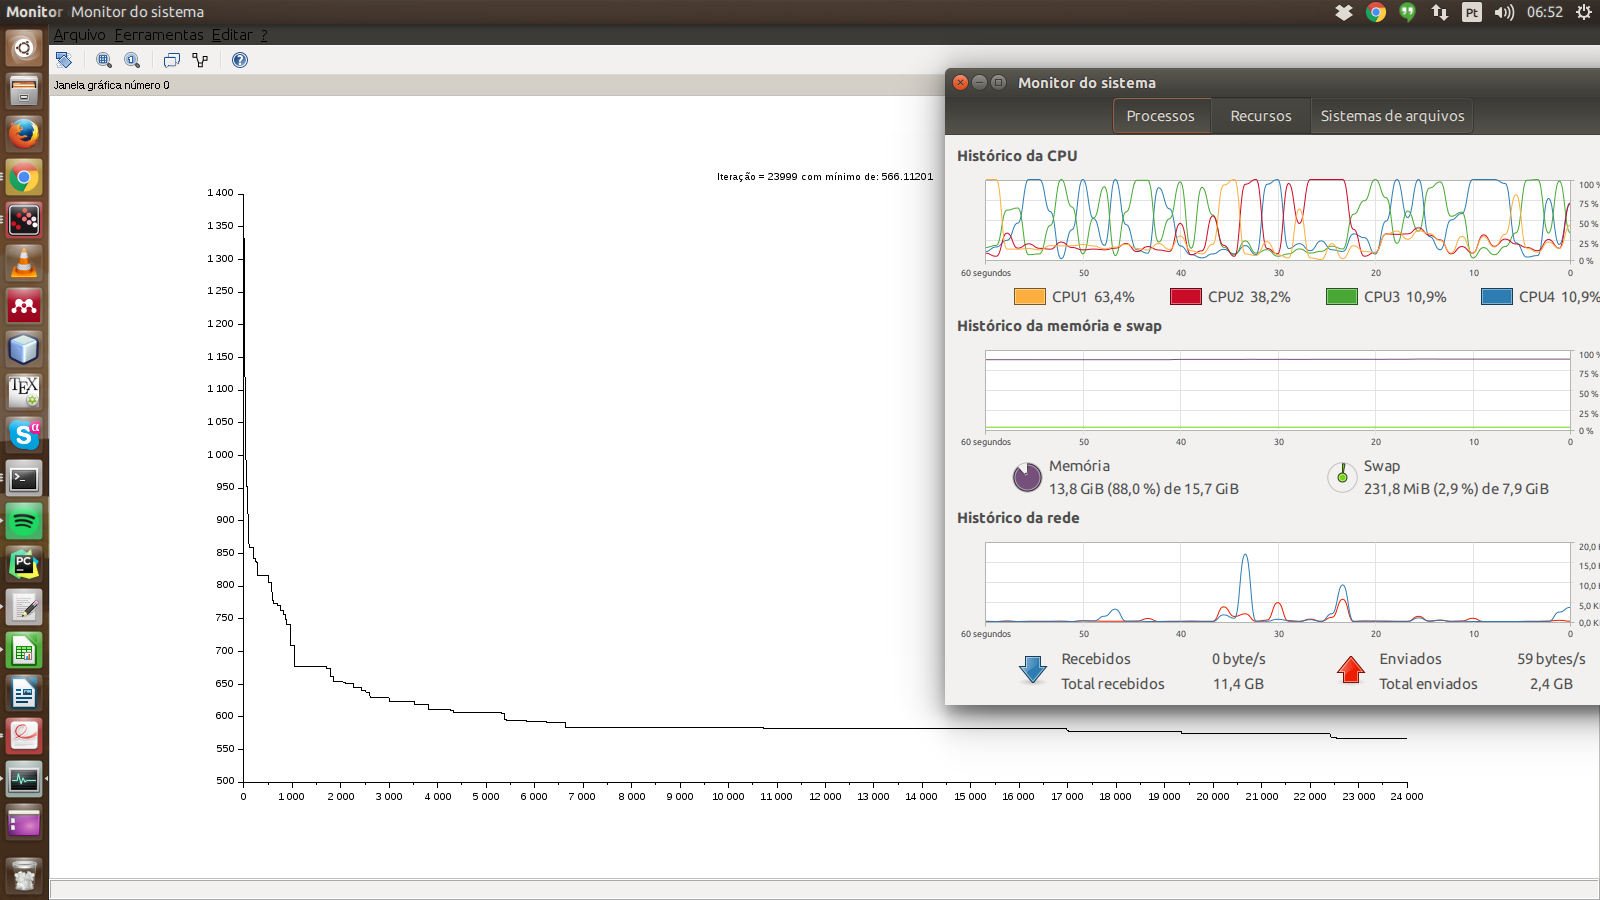 Monitor Monitor do sistema
Pt 06:52
Arquivo Ferramentas Editar ?
Janela gráfica número 0
Iteração = 23999 com mínimo de: 566.11201
1 400
1 350
1 300
1 250
1 200
1 150
1 100
1 050
1 000
950
900
850
800
750
700
650
600
550
500
0 1 000 2 000 3 000 4 000 5 000 6 000 7 000 8 000 9 000 10 000 11 000 12 000 13 000 14 000 15 000 16 000 17 000 18 000 19 000 20 000 21 000 22 000 23 000 24 000
Monitor do sistema
Processos Recursos Sistemas de arquivos
Histórico da CPU
100 %
75 %
50 %
25 %
0 %
60 segundos 50 40 30 20 10 0
CPU1 63,4% CPU2 38,2% CPU3 10,9% CPU4 10,9%
Histórico da memória e swap
100 %
75 %
50 %
25 %
0 %
60 segundos 50 40 30 20 10 0
Memória
13,8 GiB (88,0 %) de 15,7 GiB
Swap
231,8 MiB (2,9 %) de 7,9 GiB
Histórico da rede
20,0
15,0
10,0
5,0 K
0,0 K
60 segundos 50 40 30 20 10 0
Recebidos 0 byte/s
Total recebidos 11,4 GB
Enviados 59 bytes/s
Total enviados 2,4 GB
TEX
S α
PC